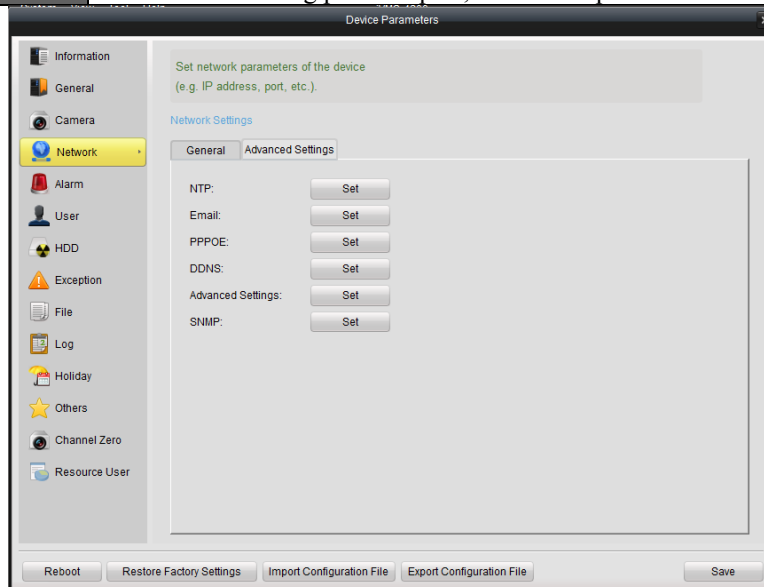 Device Parameters
Information
General
Camera
Network
Alarm
User
HDD
Exception
File
Log
Holiday
Others
Channel Zero
Resource User
Set network parameters of the device
(e.g. IP address, port, etc.).
Network Settings
General Advanced Settings
NTP: Set
Email: Set
PPPOE: Set
DDNS: Set
Advanced Settings: Set
SNMP: Set
Reboot Restore Factory Settings Import Configuration File Export Configuration File Save